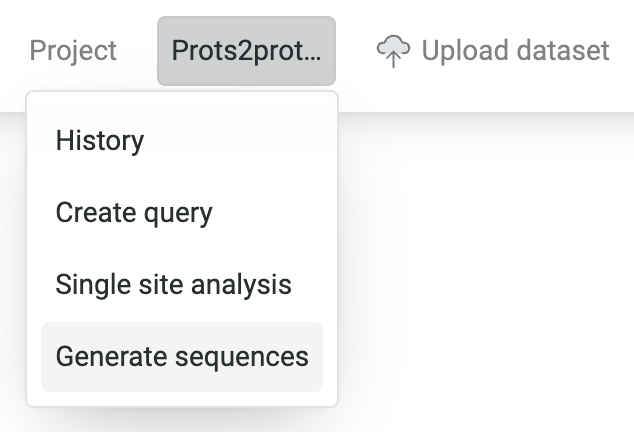 Project
Prots2prot...
Upload dataset
History
Create query
Single site analysis
Generate sequences